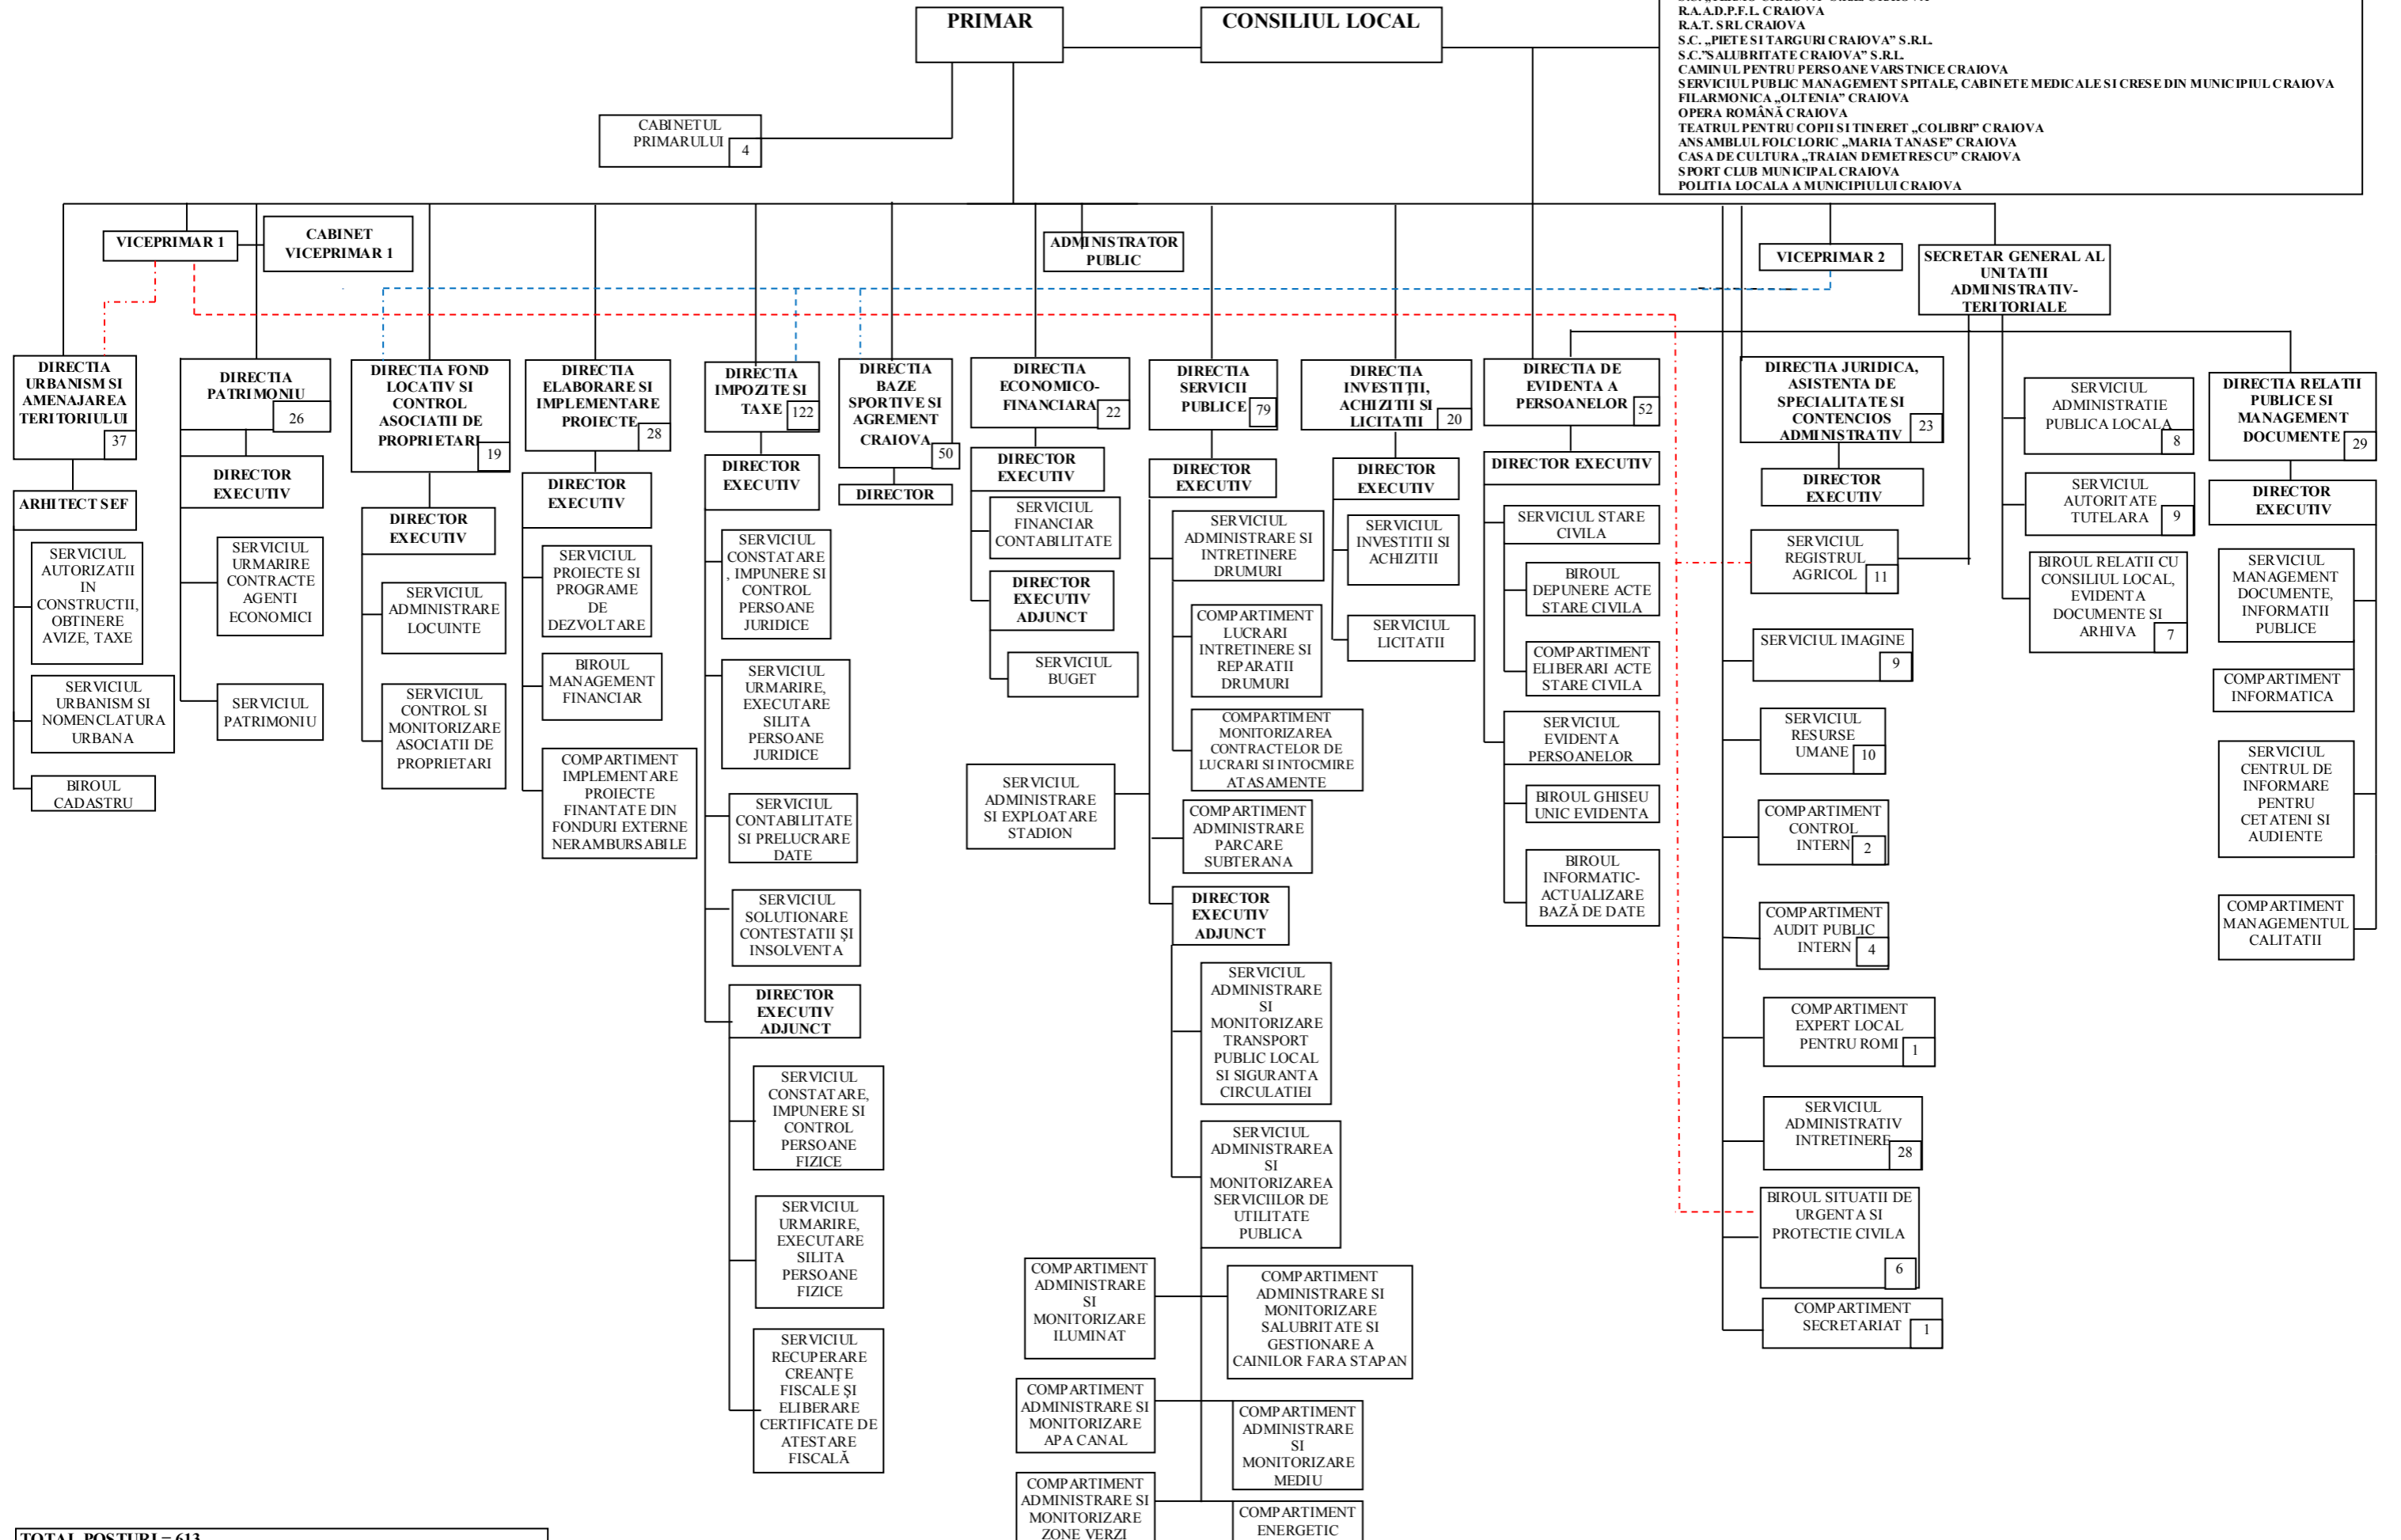 PRIMAR
CONSILIUL LOCAL
R.A.A.D.P.F.L. CRAIOVA
R.A.T. SRL CRAIOVA
S.C. „PIETE SI TARGURI CRAIOVA” S.R.L.
S.C.”SALUBRITATE CRAIOVA” S.R.L.
CAMINUL PENTRU PERSOANE VARSTNICE CRAIOVA
SERVICIUL PUBLIC MANAGEMENT SPITALE, CABINETE MEDICALE SI CRESE DIN MUNICIPIUL CRAIOVA
FILARMONICA „OLTENIA” CRAIOVA
OPERA ROMÂNĂ CRAIOVA
TEATRUL PENTRU COPII SI TINERET „COLIBRI” CRAIOVA
ANSAMBLUL FOLCLORIC „MARIA TANASE” CRAIOVA
CASA DE CULTURA „TRAIAN DEMETRESCU” CRAIOVA
SPORT CLUB MUNICIPAL CRAIOVA
POLITIA LOCALA A MUNICIPIULUI CRAIOVA
CABINETUL
PRIMARULUI
4
VICEPRIMAR 1
CABINET
VICEPRIMAR 1
ADMINISTRATOR
PUBLIC
VICEPRIMAR 2
SECRETAR GENERAL AL
UNITATII
ADMINISTRATIV-
TERITORIALE
DIRECTIA
URBANISM SI
AMENAJAREA
TERITORIULUI
37
ARHITECT SEF
SERVICIUL
AUTORIZATII
IN
CONSTRUCTII,
OBTINERE
AVIZE, TAXE
SERVICIUL
URBANISM SI
NOMENCLATURA
URBANA
BIROUL
CADASTRU
DIRECTIA
PATRIMONIU
26
DIRECTOR
EXECUTIV
SERVICIUL
URMARIRE
CONTRACTE
AGENTI
ECONOMICI
SERVICIUL
PATRIMONIU
DIRECTIA FOND
LOCATIV SI
CONTROL
ASOCIATII DE
PROPRIETARI
19
DIRECTOR
EXECUTIV
SERVICIUL
ADMINISTRARE
LOCUINTE
SERVICIUL
CONTROL SI
MONITORIZARE
ASOCIATII DE
PROPRIETARI
DIRECTIA
ELABORARE SI
IMPLEMENTARE
PROIECTE
28
DIRECTOR
EXECUTIV
SERVICIUL
PROIECTE SI
PROGRAME
DE
DEZVOLTARE
BIROUL
MANAGEMENT
FINANCIAR
COMPARTIMENT
IMPLEMENTARE
PROIECTE
FINANTATE DIN
FONDURI EXTERNE
NERAMBURSABILE
DIRECTIA
IMPOZITE SI
TAXE
122
DIRECTOR
EXECUTIV
SERVICIUL
CONSTATARE
, IMPUNERE SI
CONTROL
PERSOANE
JURIDICE
SERVICIUL
URMARIRE,
EXECUTARE
SILITA
PERSOANE
JURIDICE
SERVICIUL
CONTABILITATE
SI PRELUCRARE
DATE
SERVICIUL
SOLUTIONARE
CONTESTATII ȘI
INSOLVENTA
DIRECTOR
EXECUTIV
ADJUNCT
SERVICIUL
CONSTATARE,
IMPUNERE SI
CONTROL
PERSOANE
FIZICE
SERVICIUL
URMARIRE,
EXECUTARE
SILITA
PERSOANE
FIZICE
SERVICIUL
RECUPERARE
CREANȚE
FISCALE ȘI
ELIBERARE
CERTIFICATE DE
ATESTARE
FISCALĂ
DIRECTIA
BAZE
SPORTIVE SI
AGREMENT
CRAIOVA
50
DIRECTOR
DIRECTIA
ECONOMICO-
FINANCIARA
22
DIRECTOR
EXECUTIV
SERVICIUL
FINANCIAR
CONTABILITATE
DIRECTOR
EXECUTIV
ADJUNCT
SERVICIUL
BUGET
DIRECTIA
SERVICII
PUBLICE
79
DIRECTOR
EXECUTIV
SERVICIUL
ADMINISTRARE SI
INTRETINERE
DRUMURI
COMPARTIMENT
LUCRARI
INTRETINERE SI
REPARATII
DRUMURI
COMPARTIMENT
MONITORIZAREA
CONTRACTELOR DE
LUCRARI SI INTOCMIRE
ATASAMENTE
SERVICIUL
ADMINISTRARE
SI EXPLOATARE
STADION
COMPARTIMENT
ADMINISTRARE
PARCARE
SUBTERANA
DIRECTOR
EXECUTIV
ADJUNCT
SERVICIUL
ADMINISTRARE
SI
MONITORIZARE
TRANSPORT
PUBLIC LOCAL
SI SIGURANTA
CIRCULATIEI
SERVICIUL
ADMINISTRAREA
SI
MONITORIZAREA
SERVICIILOR DE
UTILITATE
PUBLICA
COMPARTIMENT
ADMINISTRARE
SI
MONITORIZARE
ILUMINAT
COMPARTIMENT
ADMINISTRARE SI
MONITORIZARE
SALUBRITATE SI
GESTIONARE A
CAINILOR FARA STAPAN
COMPARTIMENT
ADMINISTRARE SI
MONITORIZARE
APA CANAL
COMPARTIMENT
ADMINISTRARE
SI
MONITORIZARE
MEDIU
COMPARTIMENT
ADMINISTRARE SI
MONITORIZARE
ZONE VERZI
COMPARTIMENT
ENERGETIC
DIRECTIA
INVESTIȚII,
ACHIZITII SI
LICITATII
20
DIRECTOR
EXECUTIV
SERVICIUL
INVESTITII SI
ACHIZITII
SERVICIUL
LICITATII
DIRECTIA DE
EVIDENTA A
PERSOANELOR
52
DIRECTOR EXECUTIV
SERVICIUL STARE
CIVILA
BIROUL
DEPUNERE ACTE
STARE CIVILA
COMPARTIMENT
ELIBERARI ACTE
STARE CIVILA
SERVICIUL
EVIDENTA
PERSOANELOR
BIROUL GHISEU
UNIC EVIDENTA
BIROUL
INFORMATIC-
ACTUALIZARE
BAZĂ DE DATE
DIRECTIA JURIDICA,
ASISTENTA DE
SPECIALITATE SI
CONTENCIOS
ADMINISTRATIV
23
DIRECTOR
EXECUTIV
SERVICIUL
REGISTRUL
AGRICOL
11
SERVICIUL IMAGINE
9
SERVICIUL
RESURSE
UMANE
10
COMPARTIMENT
CONTROL
INTERN
2
COMPARTIMENT
AUDIT PUBLIC
INTERN
4
COMPARTIMENT
EXPERT LOCAL
PENTRU ROMI
1
SERVICIUL
ADMINISTRATIV
INTRETINERE
28
BIROUL SITUATII DE
URGENTA SI
PROTECTIE CIVILA
6
COMPARTIMENT
SECRETARIAT
1
SERVICIUL
ADMINISTRATIE
PUBLICA LOCALA
8
SERVICIUL
AUTORITATE
TUTELARA
9
BIROUL RELATII CU
CONSILIUL LOCAL,
EVIDENTA
DOCUMENTE SI
ARHIVA
7
DIRECTIA RELATII
PUBLICE SI
MANAGEMENT
DOCUMENTE
29
DIRECTOR
EXECUTIV
SERVICIUL
MANAGEMENT
DOCUMENTE,
INFORMATII
PUBLICE
COMPARTIMENT
INFORMATICA
SERVICIUL
CENTRUL DE
INFORMARE
PENTRU
CETATENI SI
AUDIENTE
COMPARTIMENT
MANAGEMENTUL
CALITATII
TOTAL POSTURI = 613